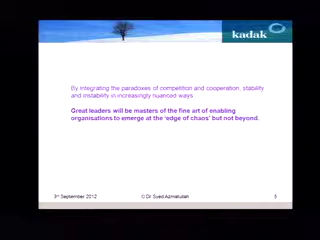 kadak
By integrating the paradoxes of competition and cooperation, stability
and instability in increasingly nuanced ways
Great leaders will be masters of the fine art of enabling
organisations to emerge at the 'edge of chaos' but not beyond.
3rd September 2012 © Dr Syed Azmatullah 5